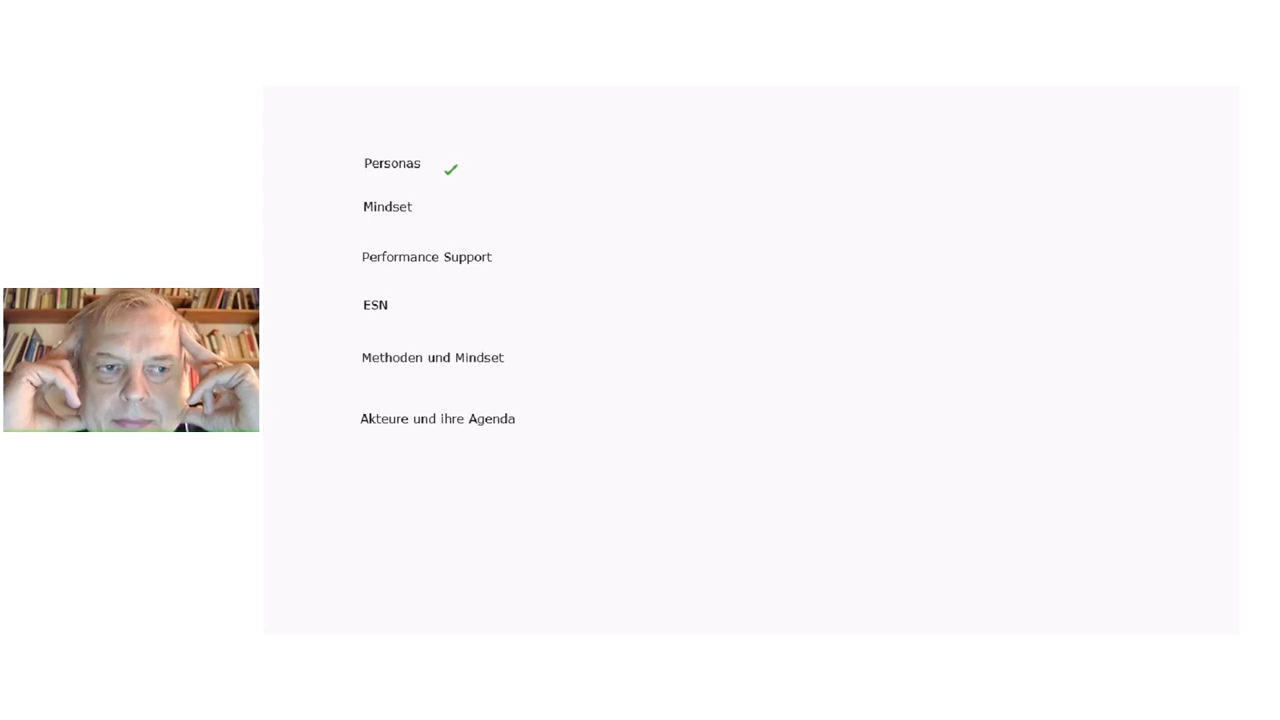 Personas
Mindset
Performance Support
ESN
Methoden und Mindset
Akteure und ihre Agenda